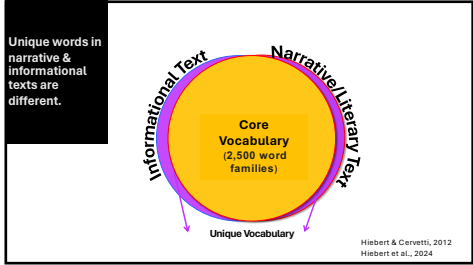 Unique words in
narrative &
informational
texts are
different.
Informational Text
Narrative/Literary Text
Core
Vocabulary
(2,500 word
families)
Unique Vocabulary
Hiebert & Cervetti, 2012
Hiebert et al., 2024